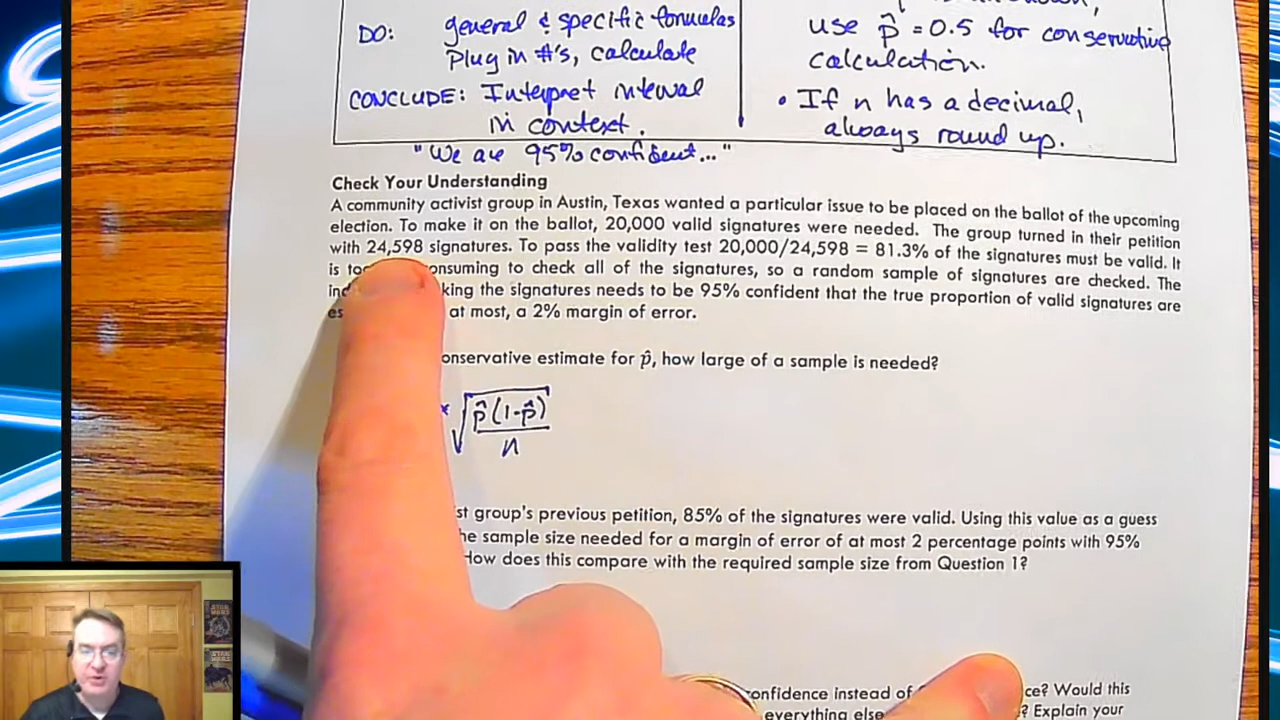 DO: general & specific formulas
Plug in #'s, calculate
CONCLUDE: Interpret interval
in context.
"We are 95% confident..."
use p̂ = 0.5 for conservative
calculation.
• If n has a decimal,
always round up.
Check Your Understanding
A community activist group in Austin, Texas wanted a particular issue to be placed on the ballot of the upcoming
election. To make it on the ballot, 20,000 valid signatures were needed. The group turned in their petition
with 24,598 signatures. To pass the validity test 20,000/24,598 = 81.3% of the signatures must be valid. It
is onsuming to check all of the signatures, so a random sample of signatures are checked. The
king the signatures needs to be 95% confident that the true proportion of valid signatures are
at most, a 2% margin of error.
onservative estimate for p̂, how large of a sample is needed?
* √(p̂(1-p̂)/n)
st group's previous petition, 85% of the signatures were valid. Using this value as a guess
he sample size needed for a margin of error of at most 2 percentage points with 95%
How does this compare with the required sample size from Question 1?
onfidence instead of ce? Would this
everything else ? Explain your
STAR WARS
STAR WARS